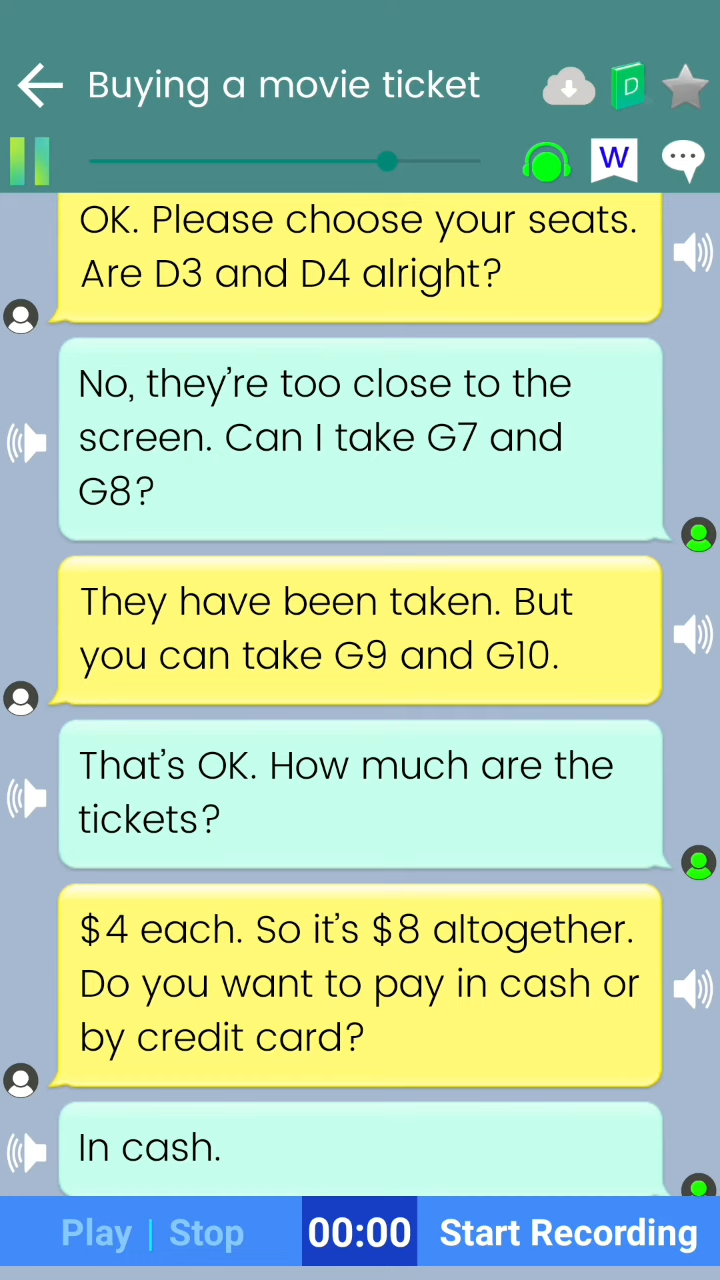 Buying a movie ticket
D
W
OK. Please choose your seats.
Are D3 and D4 alright?
No, they're too close to the
screen. Can I take G7 and
G8?
They have been taken. But
you can take G9 and G10.
That's OK. How much are the
tickets?
$4 each. So it's $8 altogether.
Do you want to pay in cash or
by credit card?
In cash.
Play | Stop 00:00 Start Recording